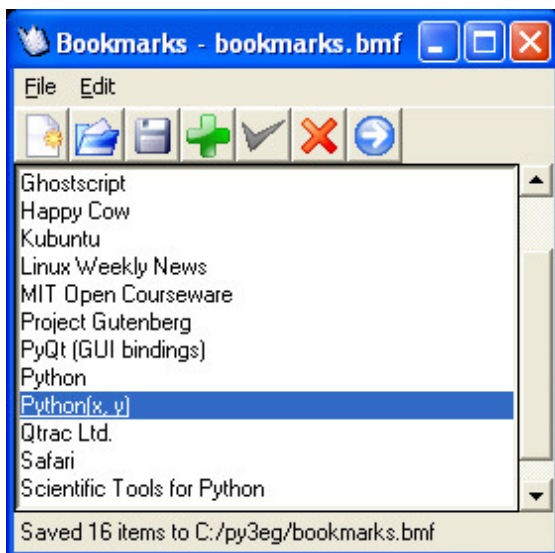 Bookmarks - bookmarks.bmf
File Edit
Ghostscript
Happy Cow
Kubuntu
Linux Weekly News
MIT Open Courseware
Project Gutenberg
PyQt (GUI bindings)
Python
Python(x, y)
Qtrac Ltd.
Safari
Scientific Tools for Python
Saved 16 items to C:/py3eg/bookmarks.bmf